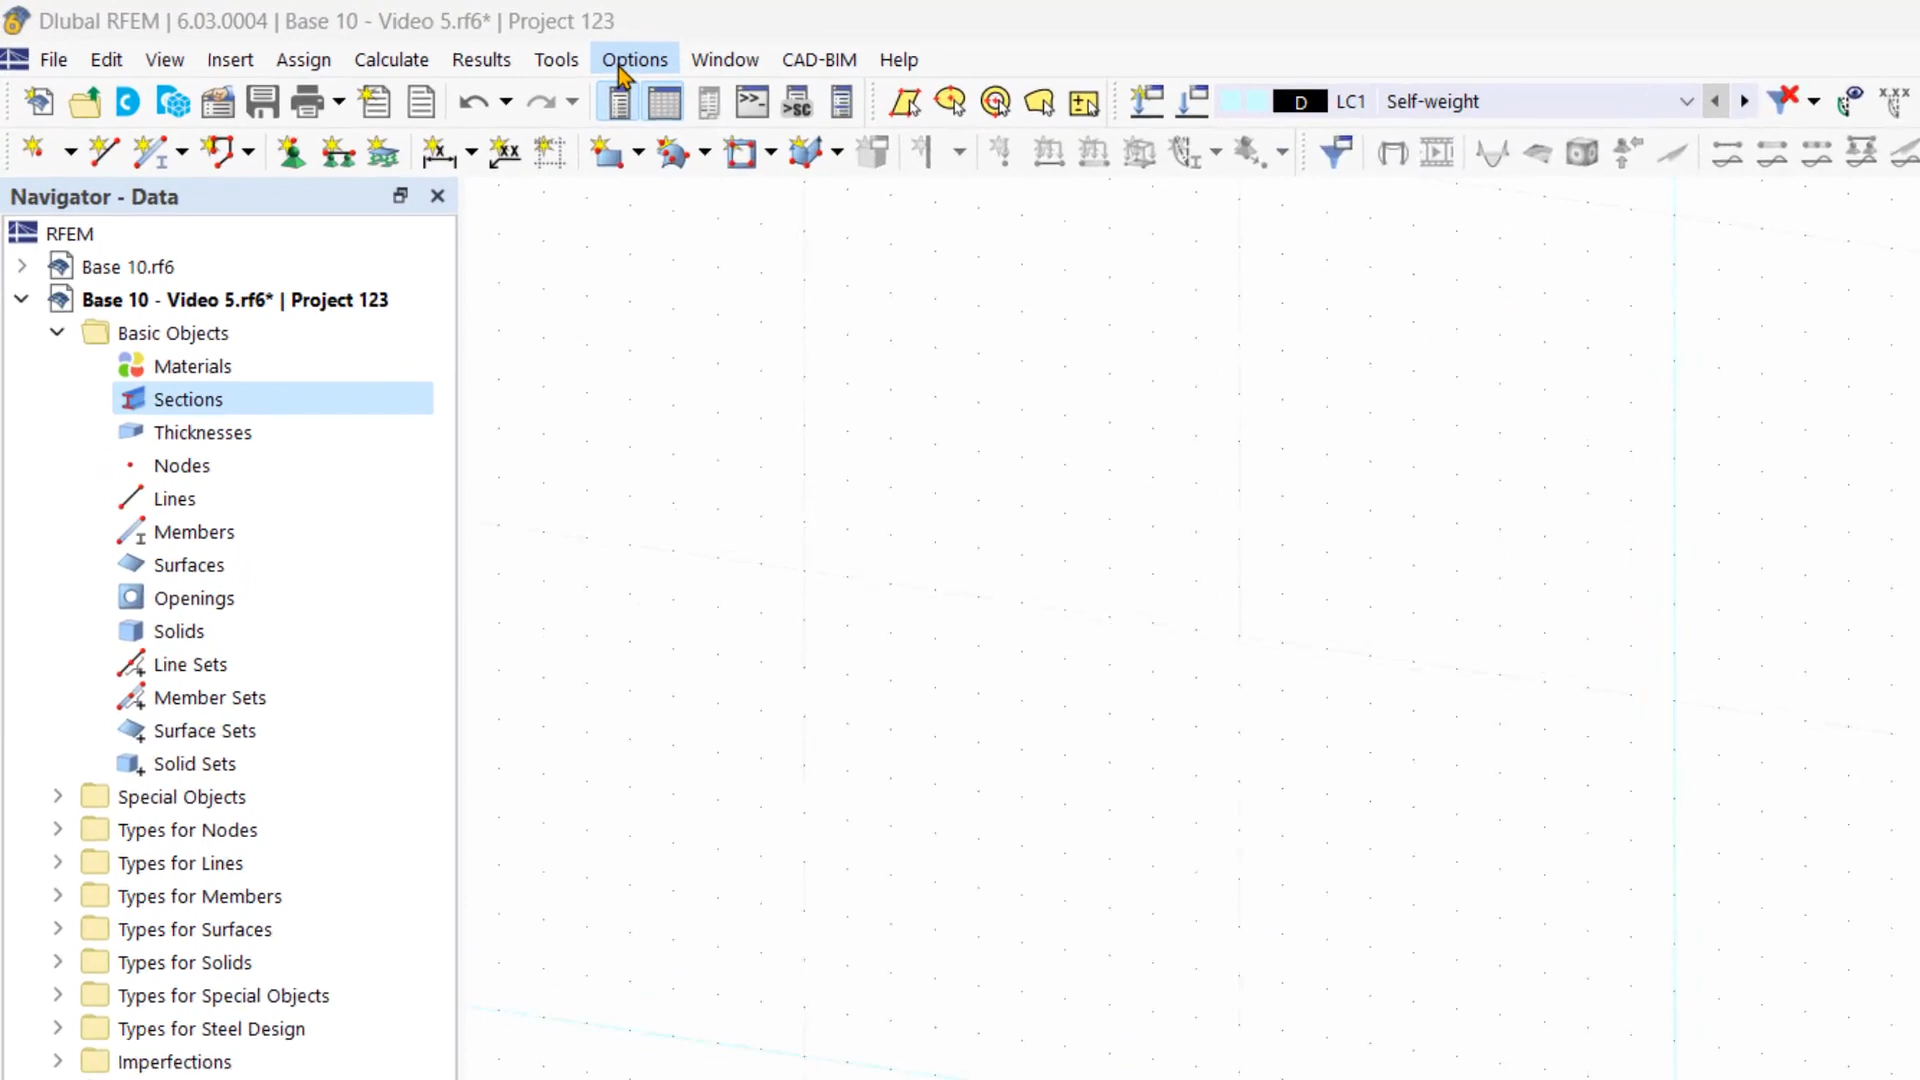 Dlubal RFEM | 6.03.0004 | Base 10 - Video 5.rf6* | Project 123
File Edit View Insert Assign Calculate Results Tools Options Window CAD-BIM Help
>_ >SC D LC1 Self-weight x.xx
x xx
Navigator - Data
RFEM
Base 10.rf6
Base 10 - Video 5.rf6* | Project 123
Basic Objects
Materials
Sections
Thicknesses
Nodes
Lines
Members
Surfaces
Openings
Solids
Line Sets
Member Sets
Surface Sets
Solid Sets
Special Objects
Types for Nodes
Types for Lines
Types for Members
Types for Surfaces
Types for Solids
Types for Special Objects
Types for Steel Design
Imperfections